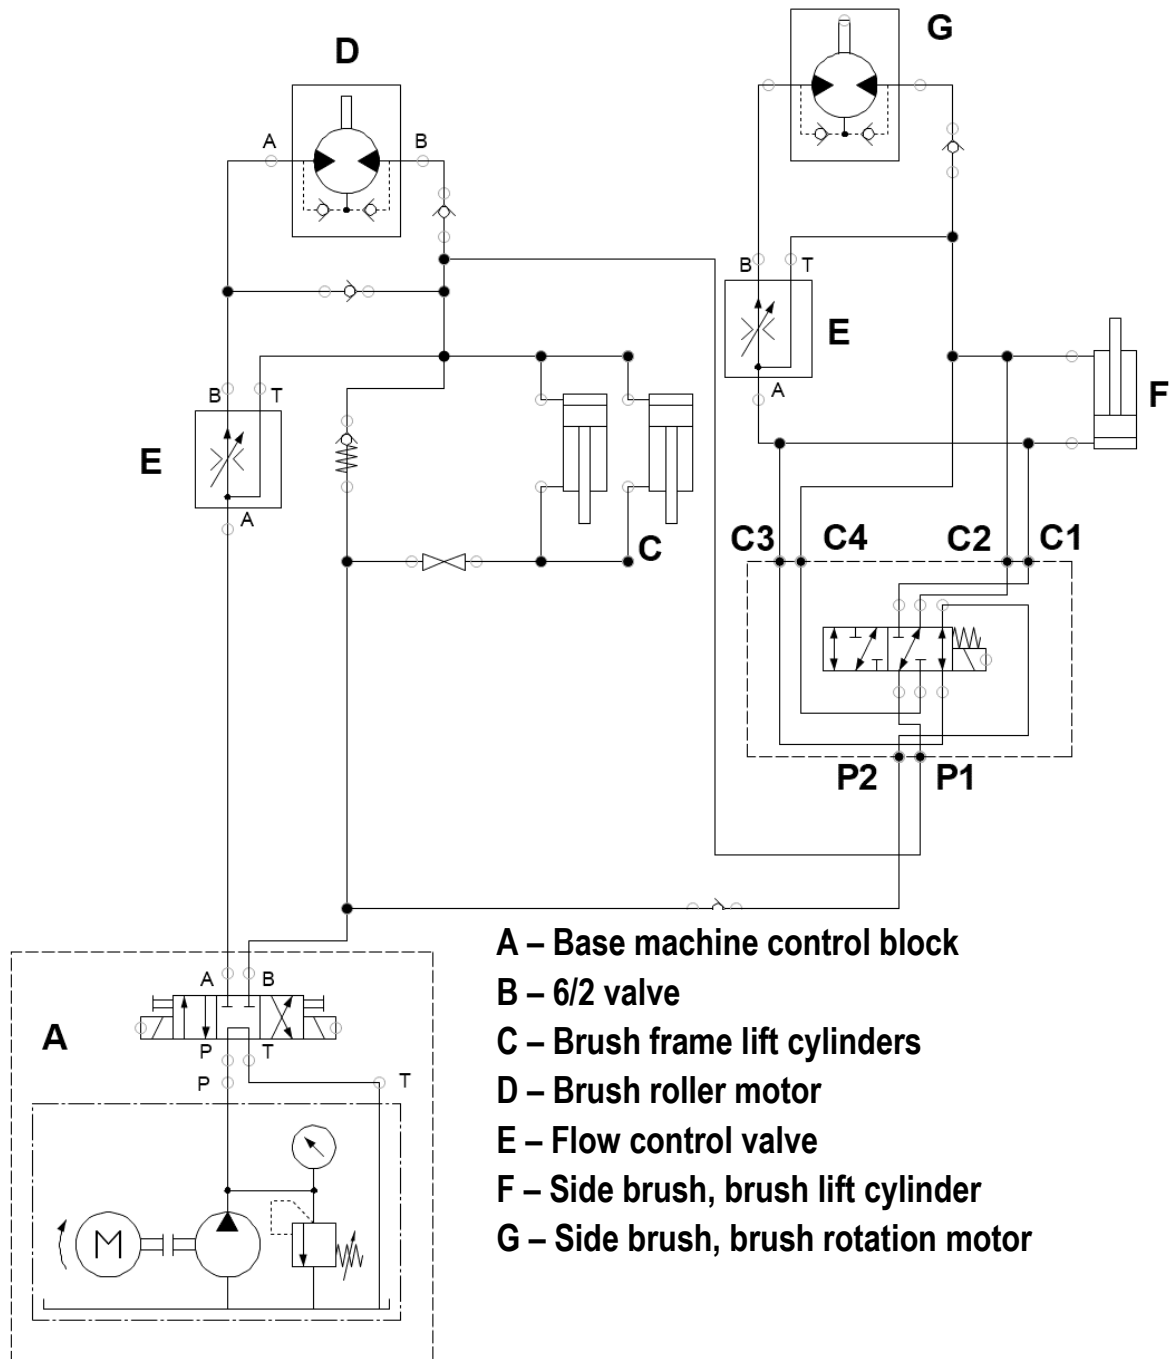 G
D
A
B
B
T
E
F
A
B
T
E
A
C
C3
C4
C2
C1
P2
P1
A – Base machine control block
B – 6/2 valve
C – Brush frame lift cylinders
D – Brush roller motor
E – Flow control valve
F – Side brush, brush lift cylinder
G – Side brush, brush rotation motor
A
B
A
P
T
P
T
M